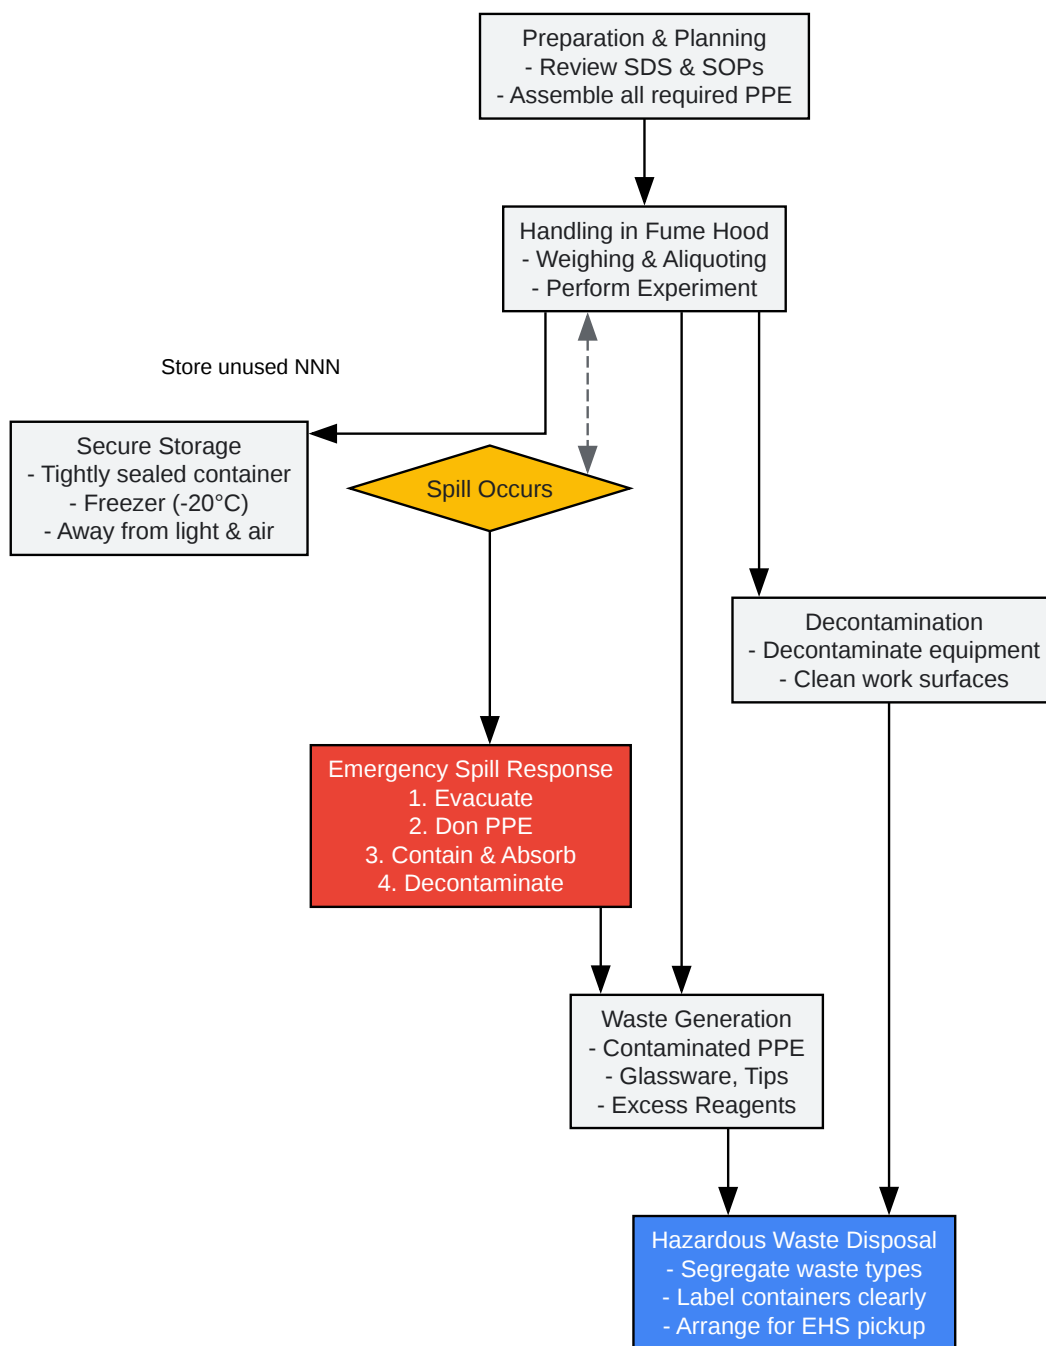 Preparation & Planning
- Review SDS & SOPs
- Assemble all required PPE
Handling in Fume Hood
- Weighing & Aliquoting
- Perform Experiment
Store unused NNN
Secure Storage
- Tightly sealed container
- Freezer (-20°C)
- Away from light & air
Spill Occurs
Decontamination
- Decontaminate equipment
- Clean work surfaces
Emergency Spill Response
1. Evacuate
2. Don PPE
3. Contain & Absorb
4. Decontaminate
Waste Generation
- Contaminated PPE
- Glassware, Tips
- Excess Reagents
Hazardous Waste Disposal
- Segregate waste types
- Label containers clearly
- Arrange for EHS pickup